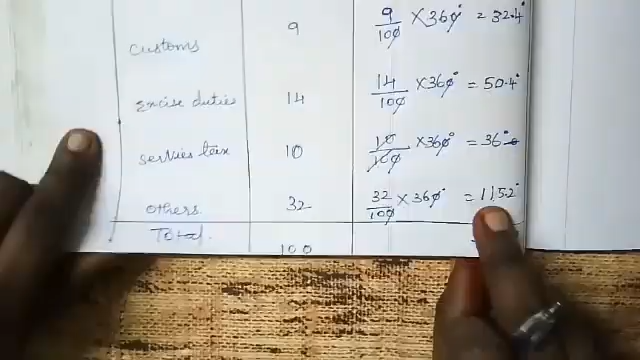 customs 9 9/100 × 360° = 32.4°
Excise duties 14 14/100 × 360° = 50.4°
servies tax 10 10/100 × 360° = 36°
others. 32 32/100 × 360° = 115.2°
Total. 100